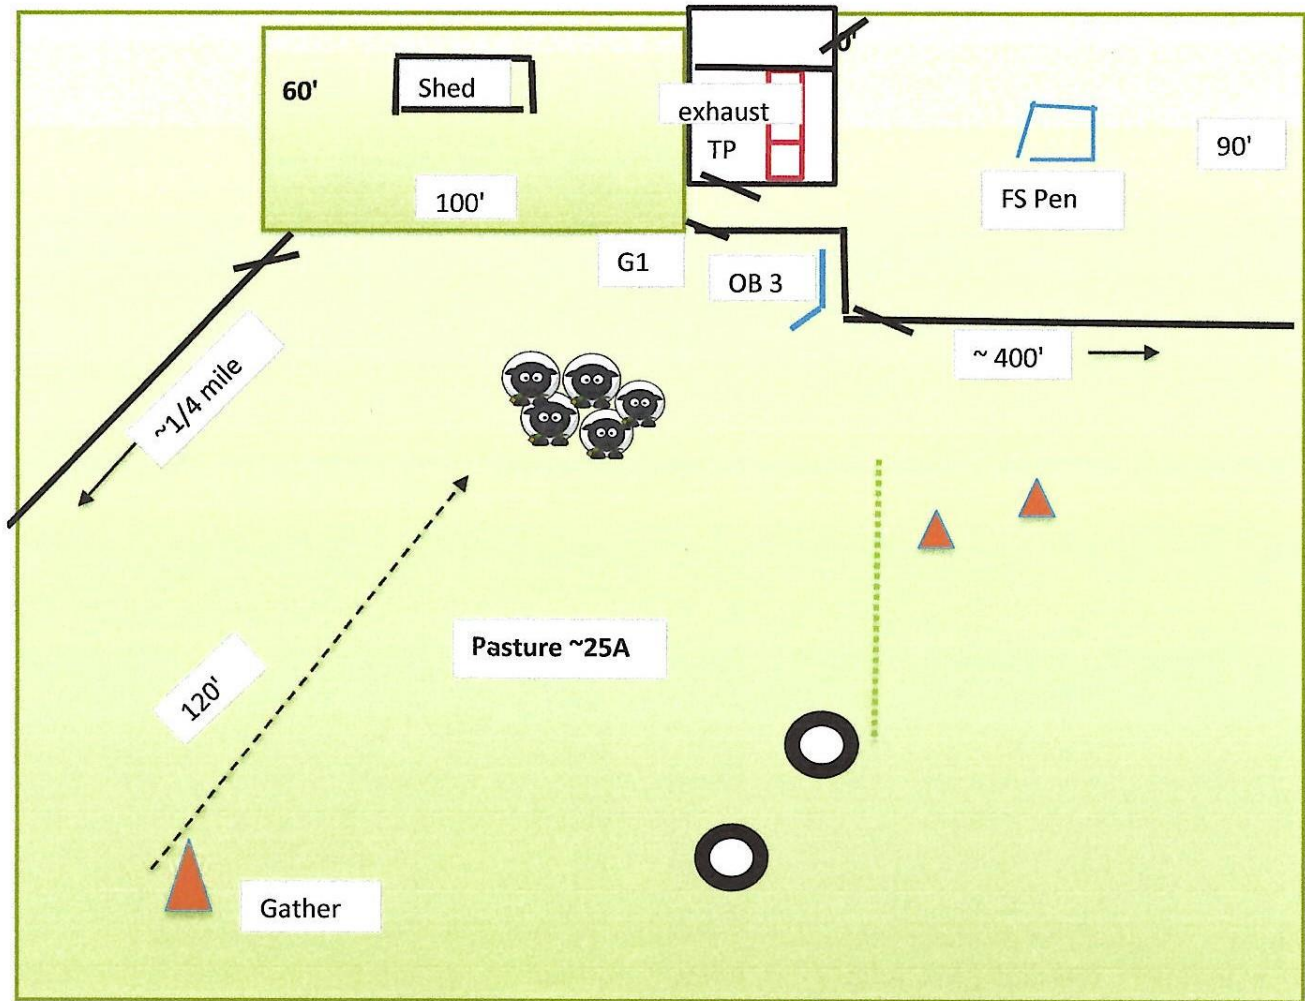 0'
60'
Shed
exhaust
TP
90'
100'
FS Pen
G1
OB 3
~ 400'
~1/4 mile
Pasture ~25A
120'
Gather